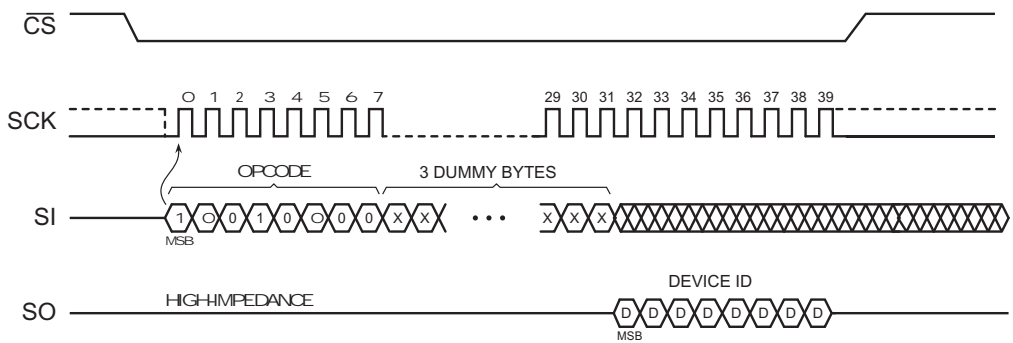 CS
SCK
0 1 2 3 4 5 6 7 29 30 31 32 33 34 35 36 37 38 39
OPCODE 3 DUMMY BYTES
SI
1 0 0 1 0 0 0 0 X X • • • X X X
MSB
DEVICE ID
HIGH-IMPEDANCE
SO
D D D D D D D D
MSB